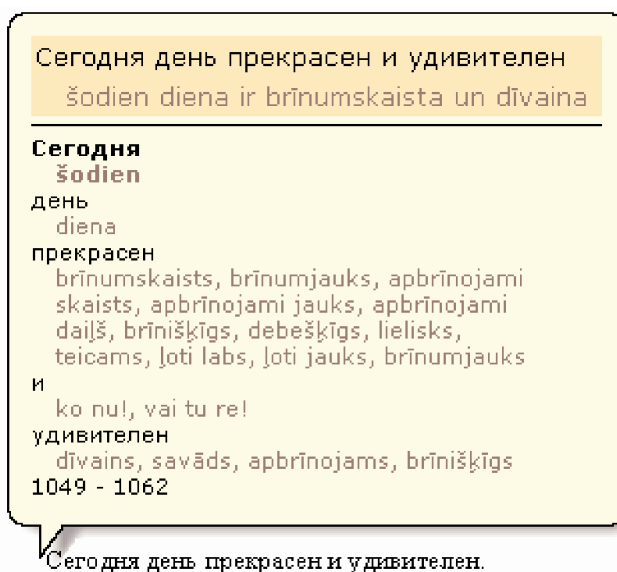 Сегодня день прекрасен и удивителен
šodien diena ir brīnumskaista un dīvaina
Сегодня
šodien
день
diena
прекрасен
brīnumskaists, brīnumjauks, apbrīnojami
skaists, apbrīnojami jauks, apbrīnojami
daiļš, brīnišķīgs, debešķīgs, lielisks,
teicams, ļoti labs, ļoti jauks, brīnumjauks
и
ko nu!, vai tu re!
удивителен
dīvains, savāds, apbrīnojams, brīnišķīgs
1049 - 1062
Сегодня день прекрасен и удивителен.